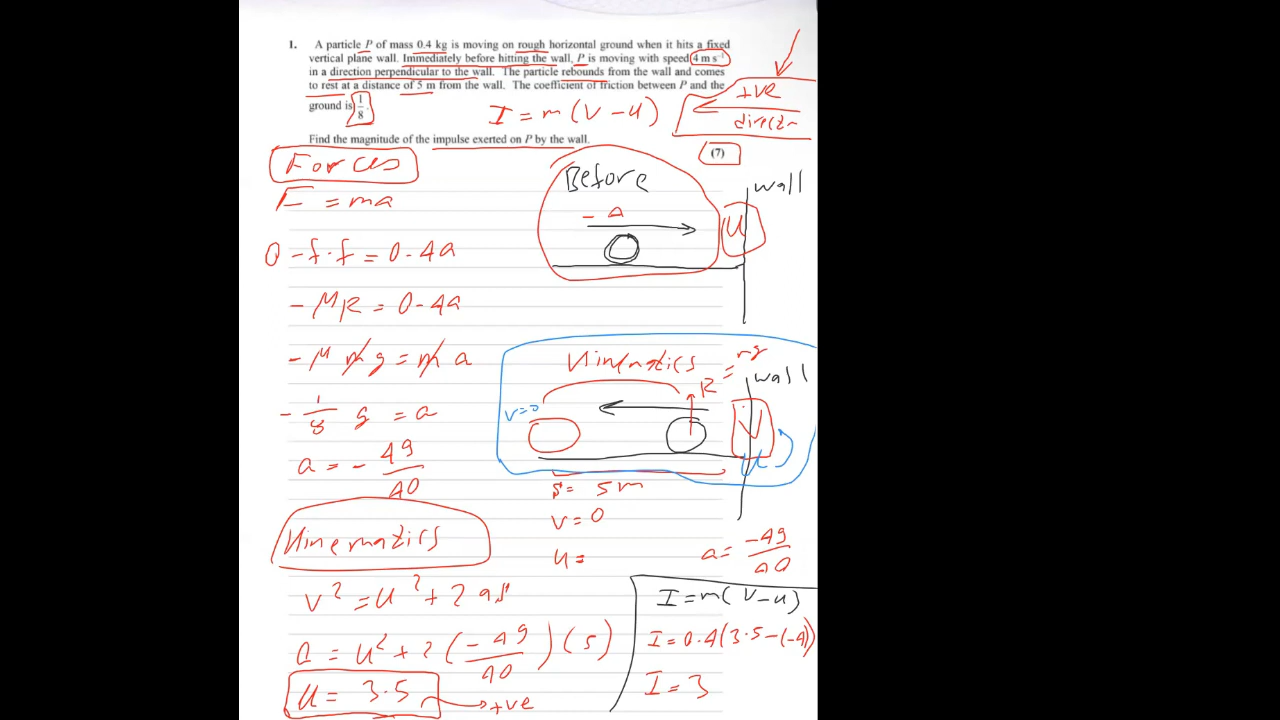 1. A particle P of mass 0.4 kg is moving on rough horizontal ground when it hits a fixed
vertical plane wall. Immediately before hitting the wall, P is moving with speed 4 m s⁻¹
in a direction perpendicular to the wall. The particle rebounds from the wall and comes
to rest at a distance of 5 m from the wall. The coefficient of friction between P and the
ground is 1/8.
I = m(V-u)
+ve
directn
Find the magnitude of the impulse exerted on P by the wall.
(7)
Forces
F = ma
0 - f.f = 0.4a
- μR = 0.4a
- μ m g = m a
- 1/8 g = a
a = - 49/40
Before
wall
- 4
u
Kinematics
R = mg
wall
v=0
V
u
s = 5m
v = 0
u =
a = -49/40
Kinematics
v² = u² + 2as
0 = u² + 2(-49/40)(5)
u = 3.5
+ve
I = m(V-u)
I = 0.4(3.5-(-4))
I = 3